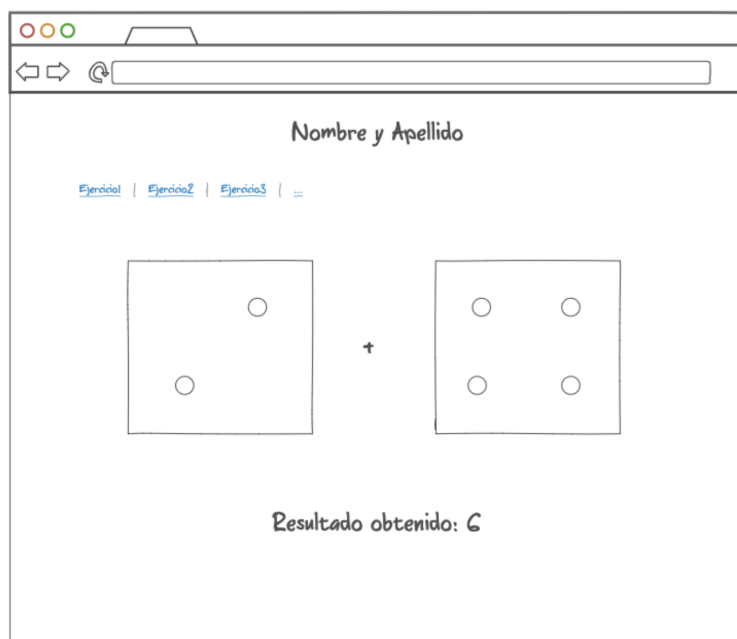 Nombre y Apellido
Ejercicio1 | Ejercicio2 | Ejercicio3 | ...
+
Resultado obtenido: 6